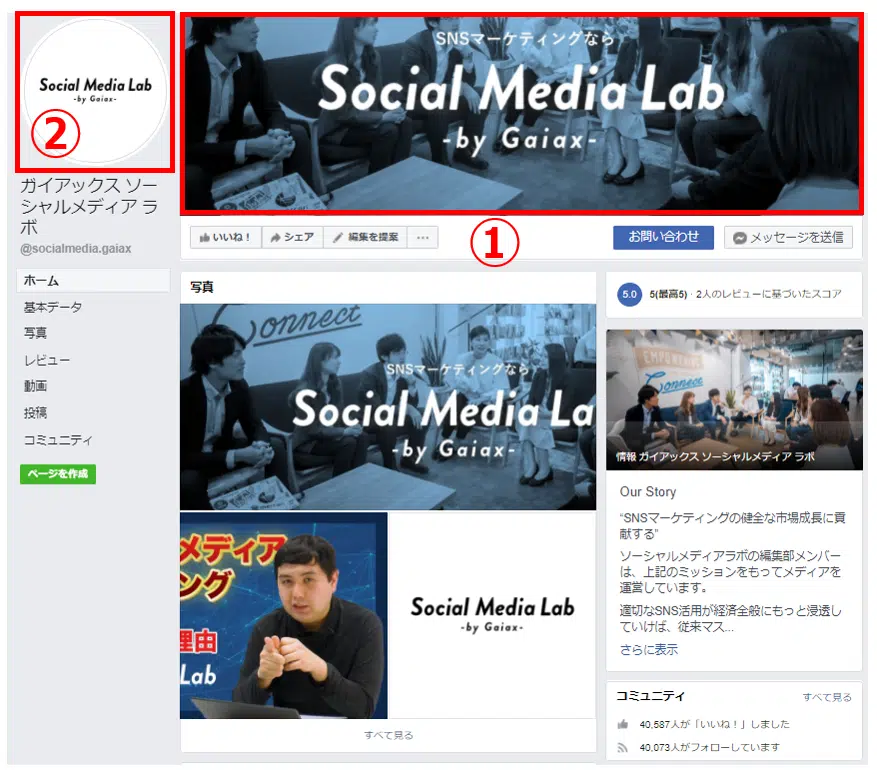 Social Media Lab
-by Gaiax-
②
ガイアックス ソー
シャルメディア ラ
ボ
@socialmedia.gaiax
ホーム
基本データ
写真
レビュー
動画
投稿
コミュニティ
ページを作成
SNSマーケティングなら
Social Media Lab
-by Gaiax-
①
いいね！
シェア
編集を提案
…
お問い合わせ
メッセージを送信
写真
Connect
SNSマーケティングなら
Social Media La
-by Gaiax-
メディア
ング
理由
Lab
Social Media Lab
-by Gaiax-
すべて見る
5.0
5(最高5) · 2人のレビューに基づいたスコア
EMPOWER
Connect
情報 ガイアックス ソーシャルメディア ラボ
Our Story
“SNSマーケティングの健全な市場成長に貢
献する”
ソーシャルメディアラボの編集部メンバー
は、上記のミッションをもってメディアを
運営しています。
適切なSNS活用が経済全般にもっと浸透し
ていけば、従来マス...
さらに表示
コミュニティ
すべて見る
40,587人が「いいね！」しました
40,073人がフォローしています